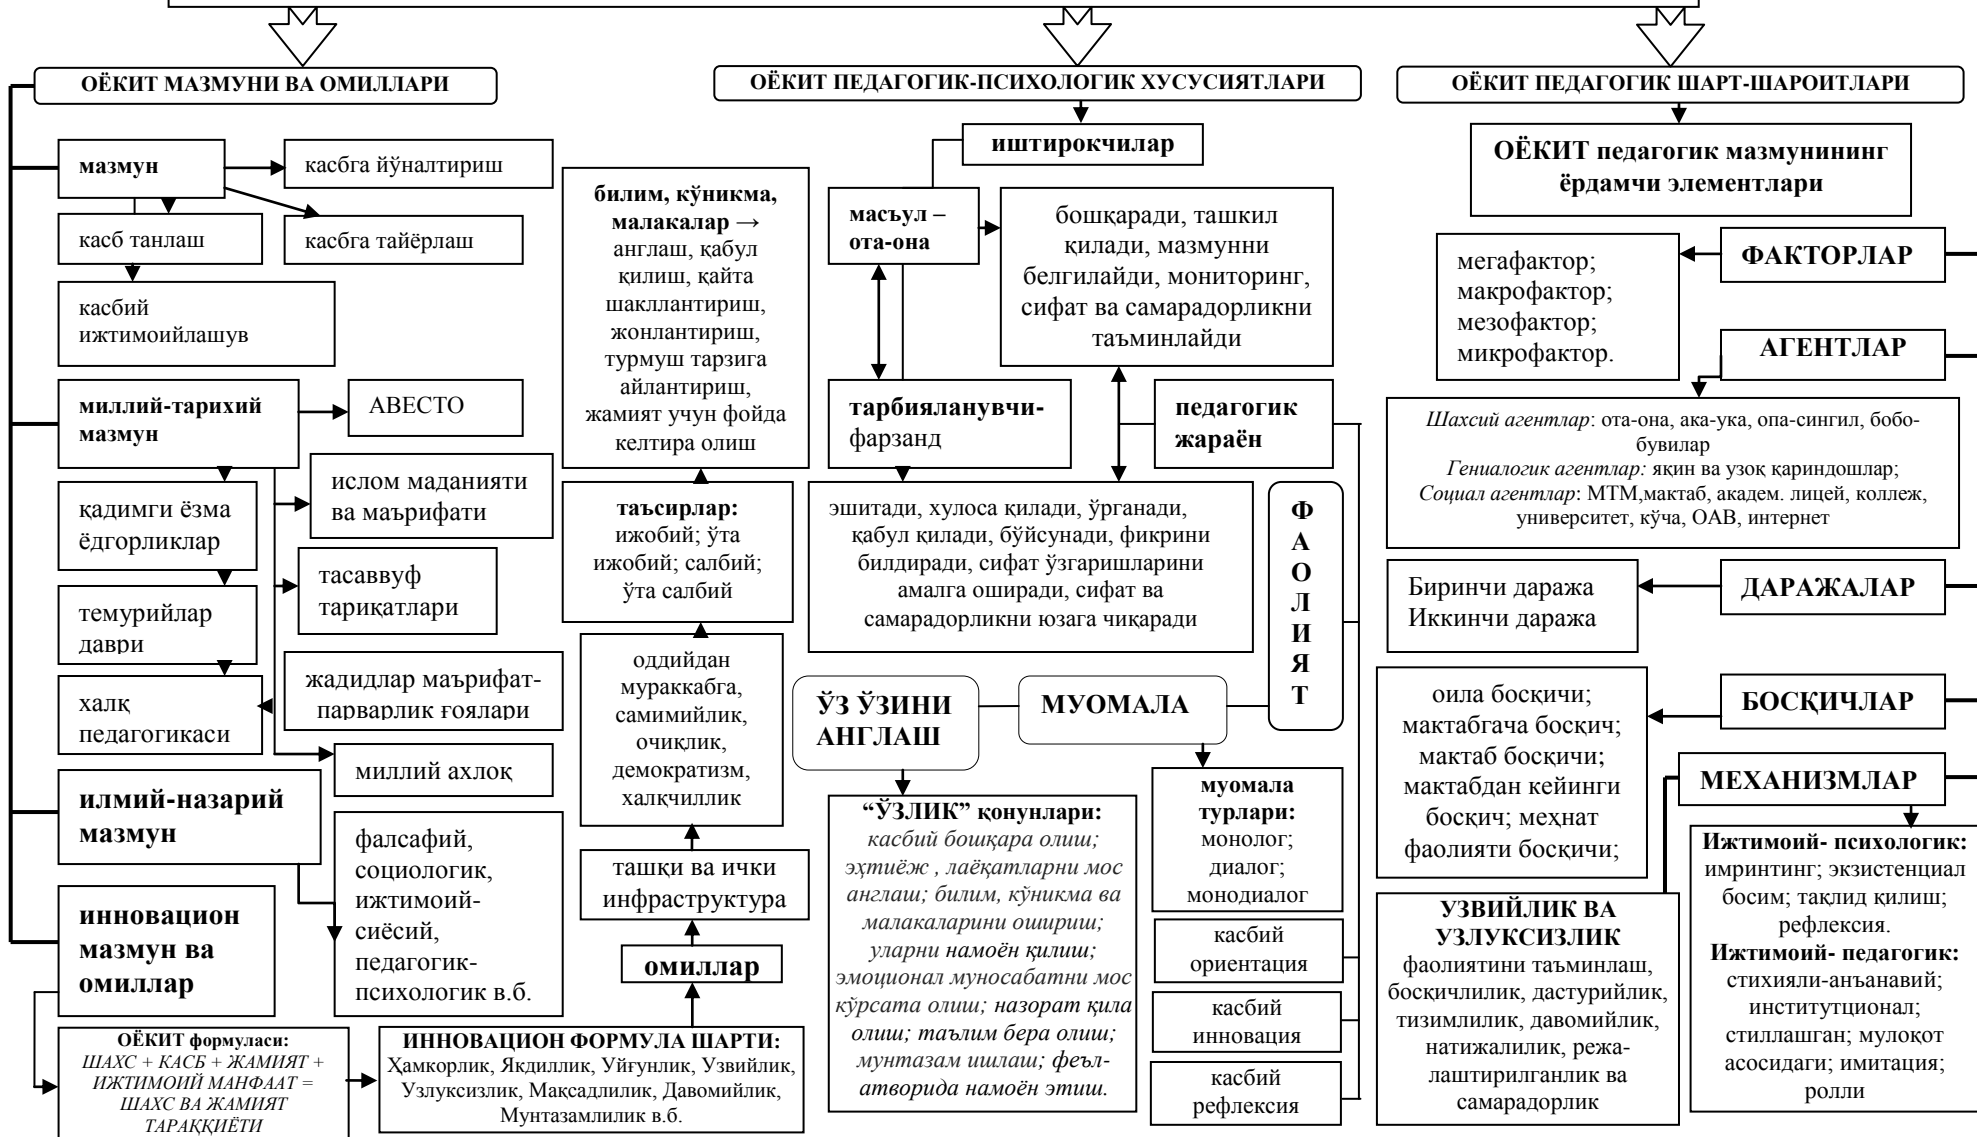 ОЁКИТ МАЗМУНИ ВА ОМИЛЛАРИ
мазмун
касбга йўналтириш
касб танлаш
касбга тайёрлаш
касбий
ижтимоийлашув
миллий-тарихий
мазмун
АВЕСТО
қадимги ёзма
ёдгорликлар
ислом маданияти
ва маърифати
темурийлар
даври
тасаввуф
тариқатлари
халқ
педагогикаси
жадидлар маърифат-
парварлик ғоялари
миллий ахлоқ
илмий-назарий
мазмун
фалсафий,
социологик,
ижтимоий-
сиёсий,
педагогик-
психологик в.б.
инновацион
мазмун ва
омиллар
ОЁКИТ формуласи:
ШАХС + КАСБ + ЖАМИЯТ +
ИЖТИМОИЙ МАНФААТ =
ШАХС ВА ЖАМИЯТ
ТАРАҚҚИЁТИ
ИННОВАЦИОН ФОРМУЛА ШАРТИ:
Ҳамкорлик, Якдиллик, Уйғунлик, Узвийлик,
Узлуксизлик, Мақсадлилик, Давомийлик,
Мунтазамлилик в.б.
ОЁКИТ ПЕДАГОГИК-ПСИХОЛОГИК ХУСУСИЯТЛАРИ
билим, кўникма,
малакалар →
англаш, қабул
қилиш, қайта
шакллантириш,
жонлантириш,
турмуш тарзига
айлантириш,
жамият учун фойда
келтира олиш
таъсирлар:
ижобий; ўта
ижобий; салбий;
ўта салбий
оддийдан
мураккабга,
самимийлик,
очиқлик,
демократизм,
халқчиллик
ташқи ва ички
инфраструктура
омиллар
иштирокчилар
масъул –
ота-она
бошқаради, ташкил
қилади, мазмунни
белгилайди, мониторинг,
сифат ва самарадорликни
таъминлайди
тарбияланувчи-
фарзанд
педагогик
жараён
эшитади, хулоса қилади, ўрганади,
қабул қилади, бўйсунади, фикрини
билдиради, сифат ўзгаришларини
амалга оширади, сифат ва
самарадорликни юзага чиқаради
Ф
А
О
Л
И
Я
Т
ЎЗ ЎЗИНИ
АНГЛАШ
МУОМАЛА
“ЎЗЛИК” қонунлари:
касбий бошқара олиш;
эҳтиёж , лаёқатларни мос
англаш; билим, кўникма ва
малакаларини ошириш;
уларни намоён қилиш;
эмоционал муносабатни мос
кўрсата олиш; назорат қила
олиш; таълим бера олиш;
мунтазам ишлаш; феъл-
атворида намоён этиш.
муомала
турлари:
монолог;
диалог;
монодиалог
касбий
ориентация
касбий
инновация
касбий
рефлексия
ОЁКИТ ПЕДАГОГИК ШАРТ-ШАРОИТЛАРИ
ОЁКИТ педагогик мазмунининг
ёрдамчи элементлари
мегафактор;
макрофактор;
мезофактор;
микрофактор.
ФАКТОРЛАР
АГЕНТЛАР
Шахсий агентлар: ота-она, ака-ука, опа-сингил, бобо-
бувилар
Гениалогик агентлар: яқин ва узоқ қариндошлар;
Социал агентлар: МТМ,мактаб, академ. лицей, коллеж,
университет, кўча, ОАВ, интернет
Биринчи даража
Иккинчи даража
ДАРАЖАЛАР
оила босқичи;
мактабгача босқич;
мактаб босқичи;
мактабдан кейинги
босқич; меҳнат
фаолияти босқичи;
БОСҚИЧЛАР
МЕХАНИЗМЛАР
УЗВИЙЛИК ВА
УЗЛУКСИЗЛИК
фаолиятини таъминлаш,
босқичлилик, дастурийлик,
тизимлилик, давомийлик,
натижалилик, режа-
лаштирилганлик ва
самарадорлик
Ижтимоий- психологик:
имринтинг; экзистенциал
босим; тақлид қилиш;
рефлексия.
Ижтимоий- педагогик:
стихияли-анъанавий;
институтционал;
стиллашган; мулоқот
асосидаги; имитация;
ролли